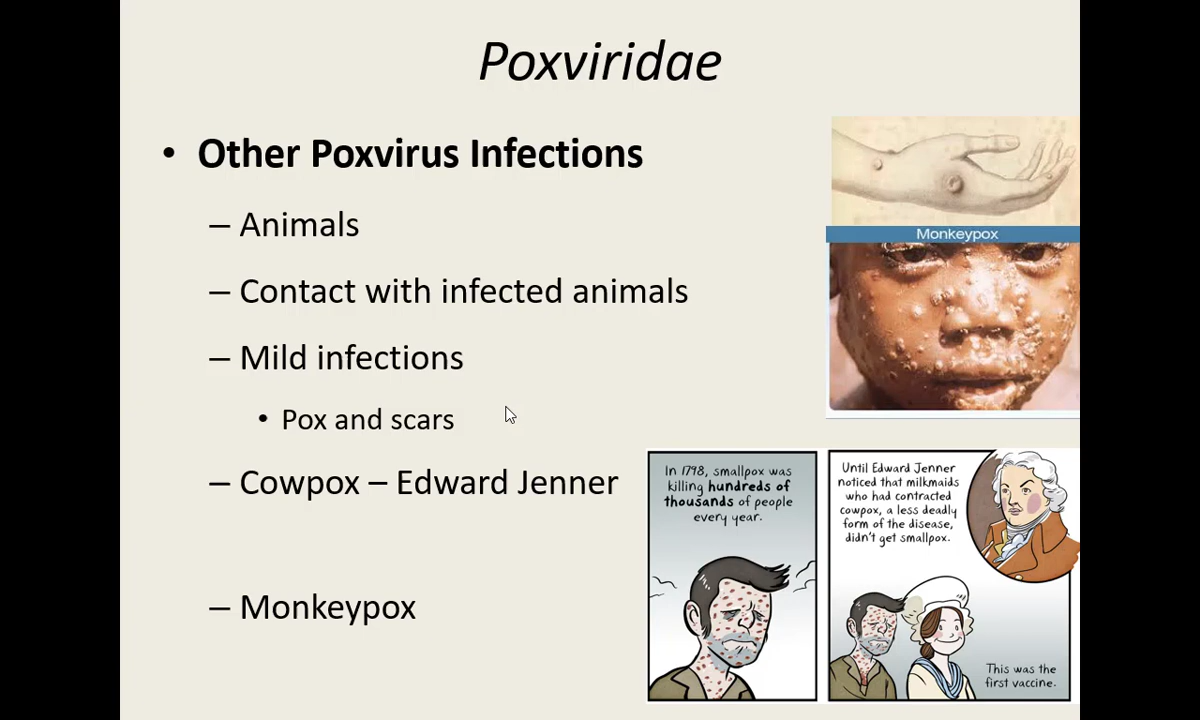 Poxviridae
• Other Poxvirus Infections
– Animals
– Contact with infected animals
– Mild infections
• Pox and scars
– Cowpox – Edward Jenner
– Monkeypox
Monkeypox
In 1798, smallpox was
killing hundreds of
thousands of people
every year.
Until Edward Jenner
noticed that milkmaids
who had contracted
cowpox, a less deadly
form of the disease,
didn't get smallpox.
This was the
first vaccine.